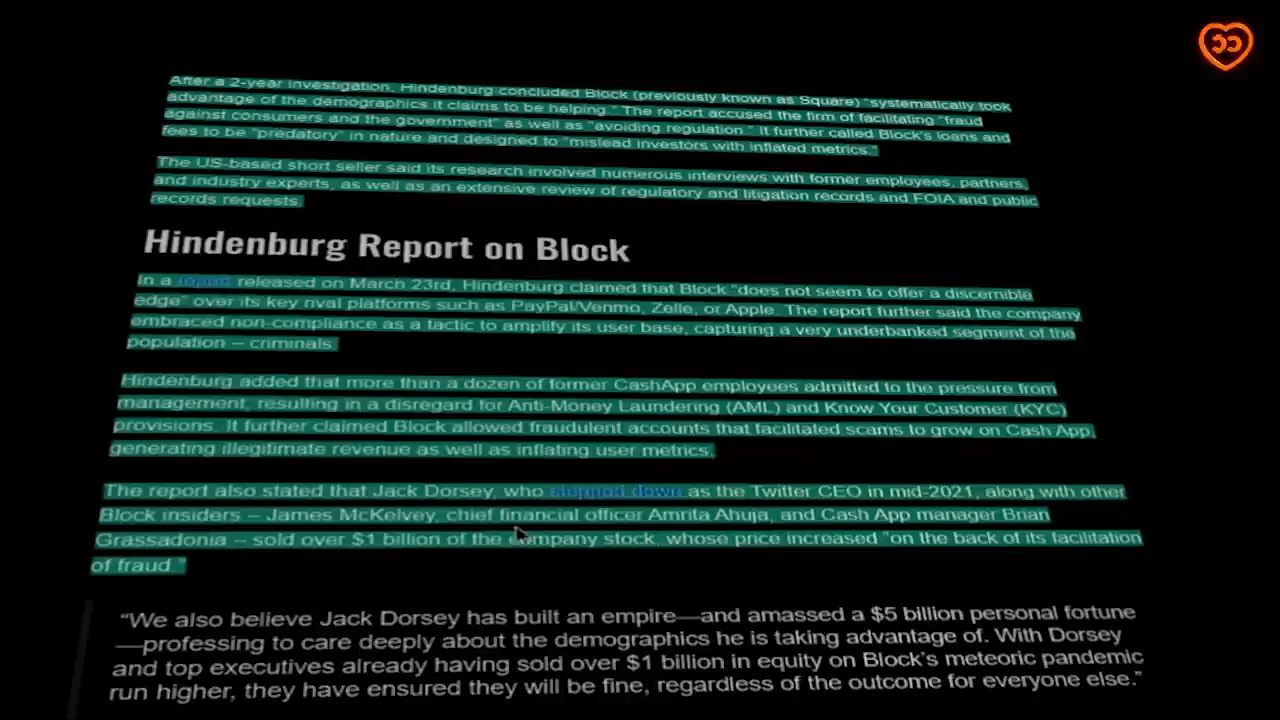 After a 2-year investigation, Hindenburg concluded Block (previously known as Square) "systematically took
advantage of the demographics it claims to be helping." The report accused the firm of facilitating "fraud
against consumers and the government" as well as "avoiding regulation." It further called Block's loans and
fees to be "predatory" in nature and designed to "mislead investors with inflated metrics."
The US-based short seller said its research involved numerous interviews with former employees, partners,
and industry experts, as well as an extensive review of regulatory and litigation records and FOIA and public
records requests.
Hindenburg Report on Block
In a report released on March 23rd, Hindenburg claimed that Block "does not seem to offer a discernible
edge" over its key rival platforms such as PayPal/Venmo, Zelle, or Apple. The report further said the company
embraced non-compliance as a tactic to amplify its user base, capturing a very underbanked segment of the
population – criminals.
Hindenburg added that more than a dozen of former CashApp employees admitted to the pressure from
management, resulting in a disregard for Anti-Money Laundering (AML) and Know Your Customer (KYC)
provisions. It further claimed Block allowed fraudulent accounts that facilitated scams to grow on Cash App,
generating illegitimate revenue as well as inflating user metrics.
The report also stated that Jack Dorsey, who stepped down as the Twitter CEO in mid-2021, along with other
Block insiders – James McKelvey, chief financial officer Amrita Ahuja, and Cash App manager Brian
Grassadonia – sold over $1 billion of the company stock, whose price increased "on the back of its facilitation
of fraud."
"We also believe Jack Dorsey has built an empire—and amassed a $5 billion personal fortune
—professing to care deeply about the demographics he is taking advantage of. With Dorsey
and top executives already having sold over $1 billion in equity on Block's meteoric pandemic
run higher, they have ensured they will be fine, regardless of the outcome for everyone else."